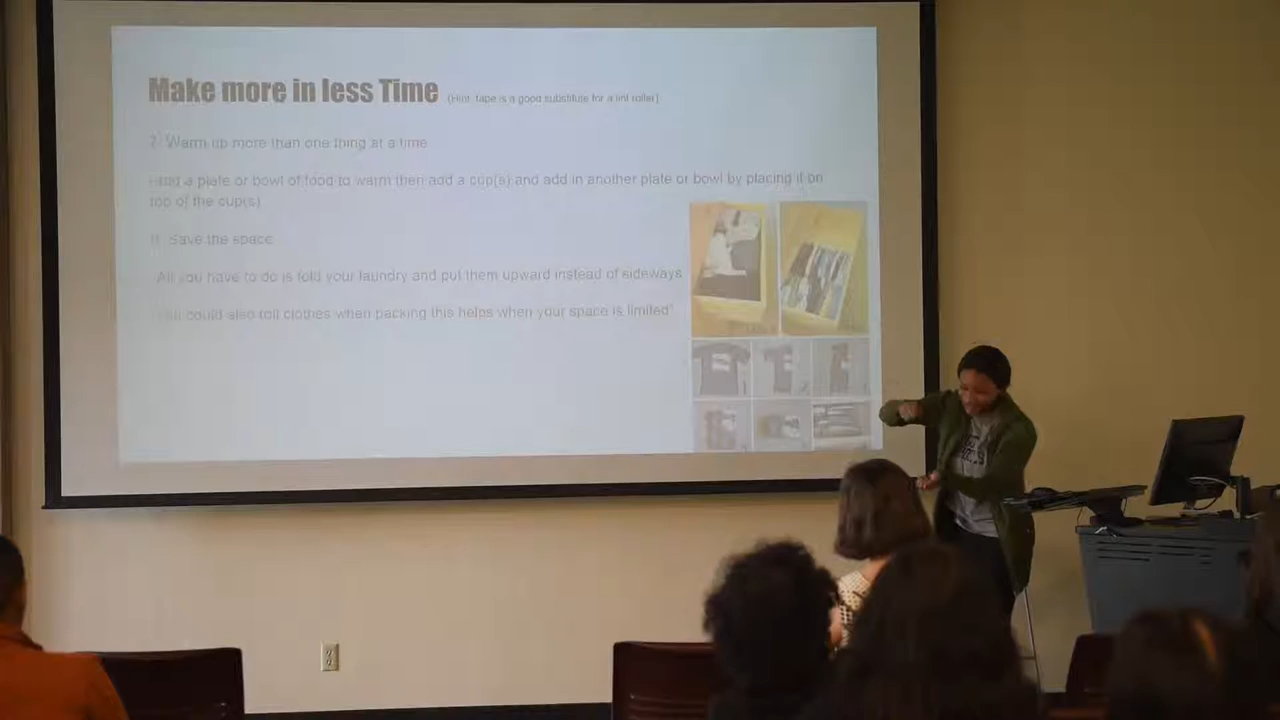 Make more in less Time (Hint, tape is a good substitute for a lint roller)
7. Warm up more than one thing at a time
a plate or bowl of food to warm then add a cup(s) and add in another plate or bowl by placing it on
top of the cup(s)
Save the space
All you have to do is fold your laundry and put them upward instead of sideways
could also roll clothes when packing this helps when your space is limited"